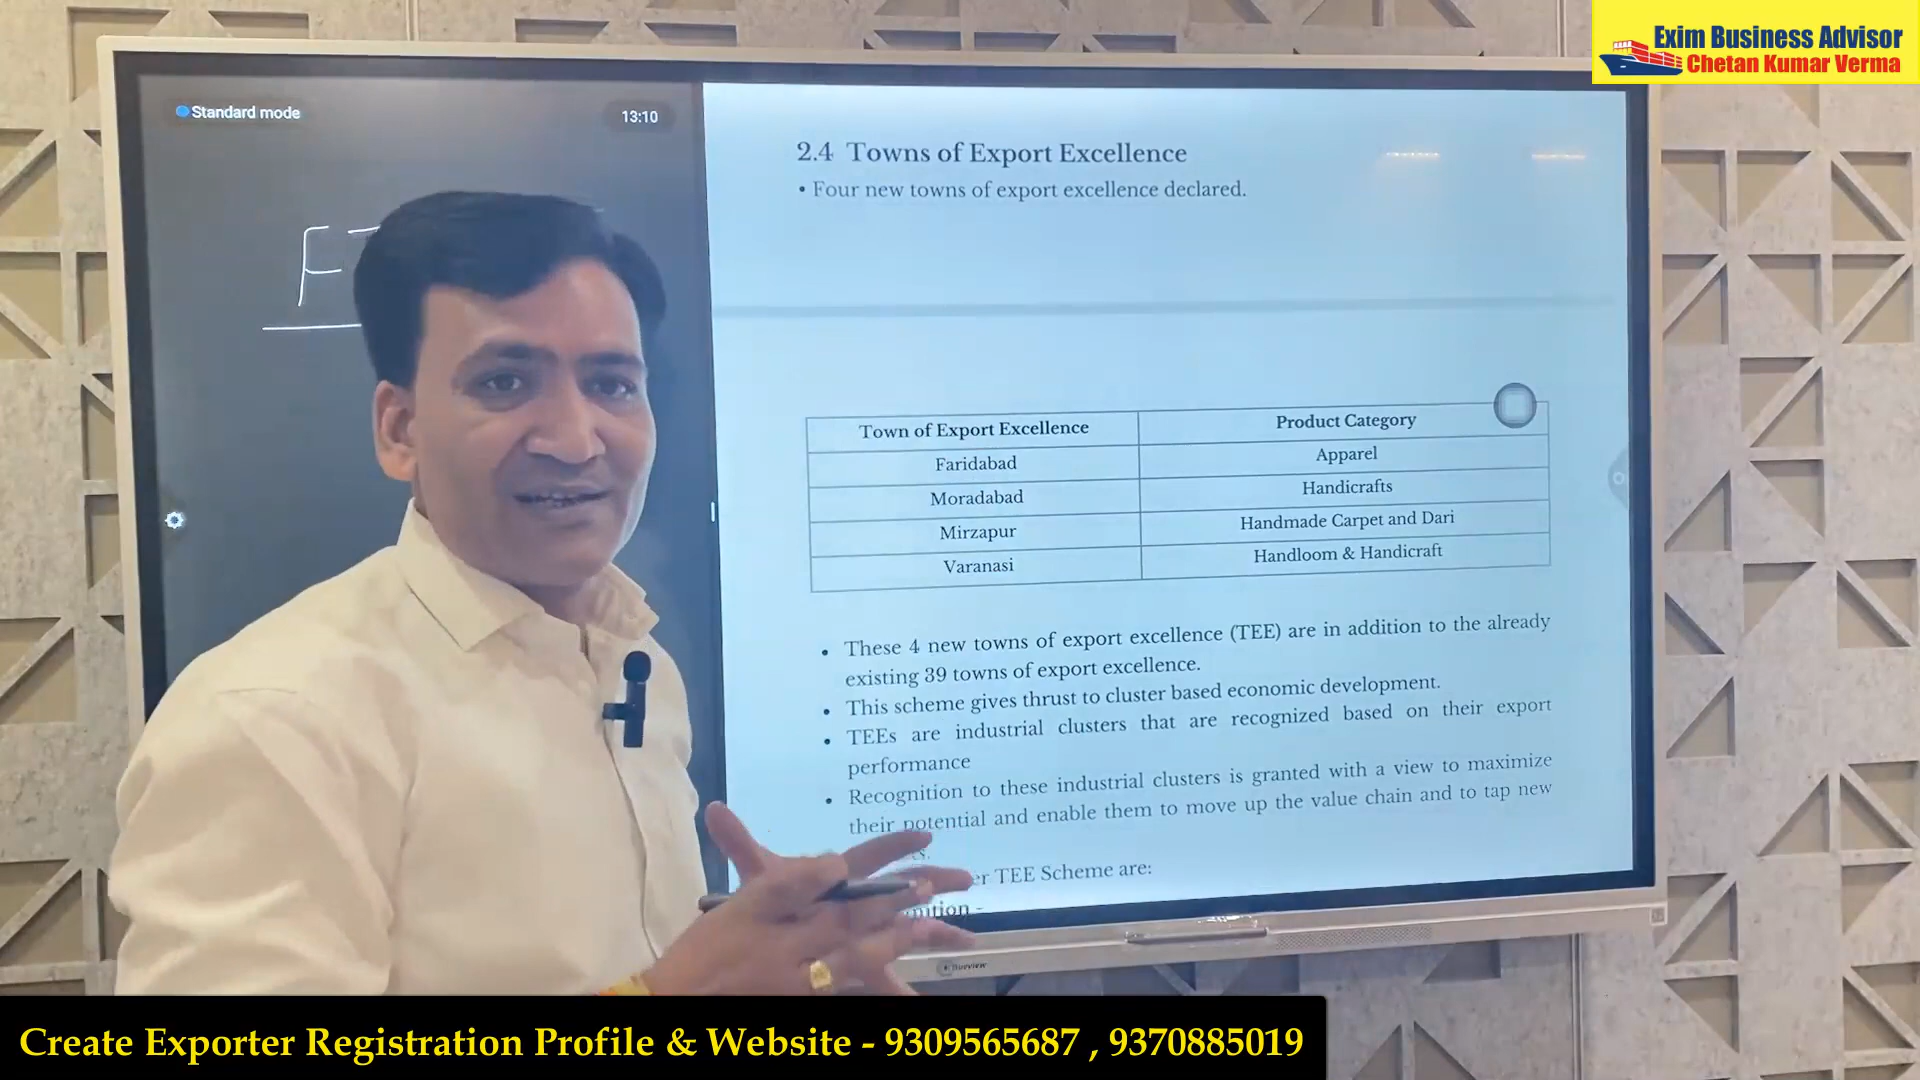 Exim Business Advisor
Chetan Kumar Verma
Standard mode
13:10
F
2.4 Towns of Export Excellence
• Four new towns of export excellence declared.
Town of Export Excellence Product Category
Faridabad Apparel
Moradabad Handicrafts
Mirzapur Handmade Carpet and Dari
Varanasi Handloom & Handicraft
• These 4 new towns of export excellence (TEE) are in addition to the already
existing 39 towns of export excellence.
• This scheme gives thrust to cluster based economic development.
• TEEs are industrial clusters that are recognized based on their export
performance
• Recognition to these industrial clusters is granted with a view to maximize
their potential and enable them to move up the value chain and to tap new
TEE Scheme are:
Create Exporter Registration Profile & Website - 9309565687 , 9370885019